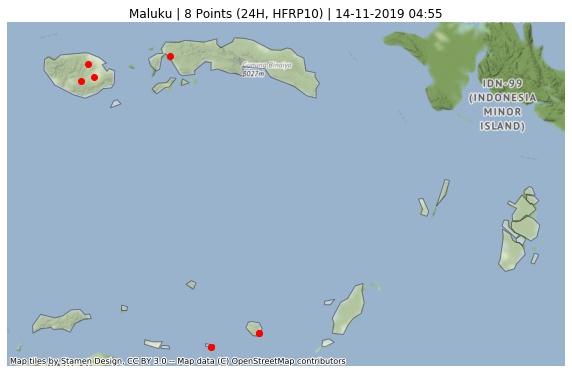 Maluku | 8 Points (24H, HFRP10) | 14-11-2019 04:55
Gunung Binaiya
3027m
IDN-99
(INDONESIA
MINOR
ISLAND)
Map tiles by Stamen Design, CC BY 3.0 -- Map data (C) OpenStreetMap contributors